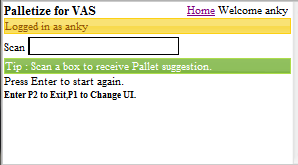 Palletize for VAS Home Welcome anky
Logged in as anky
Scan
Tip : Scan a box to receive Pallet suggestion.
Press Enter to start again.
Enter P2 to Exit,P1 to Change UI.